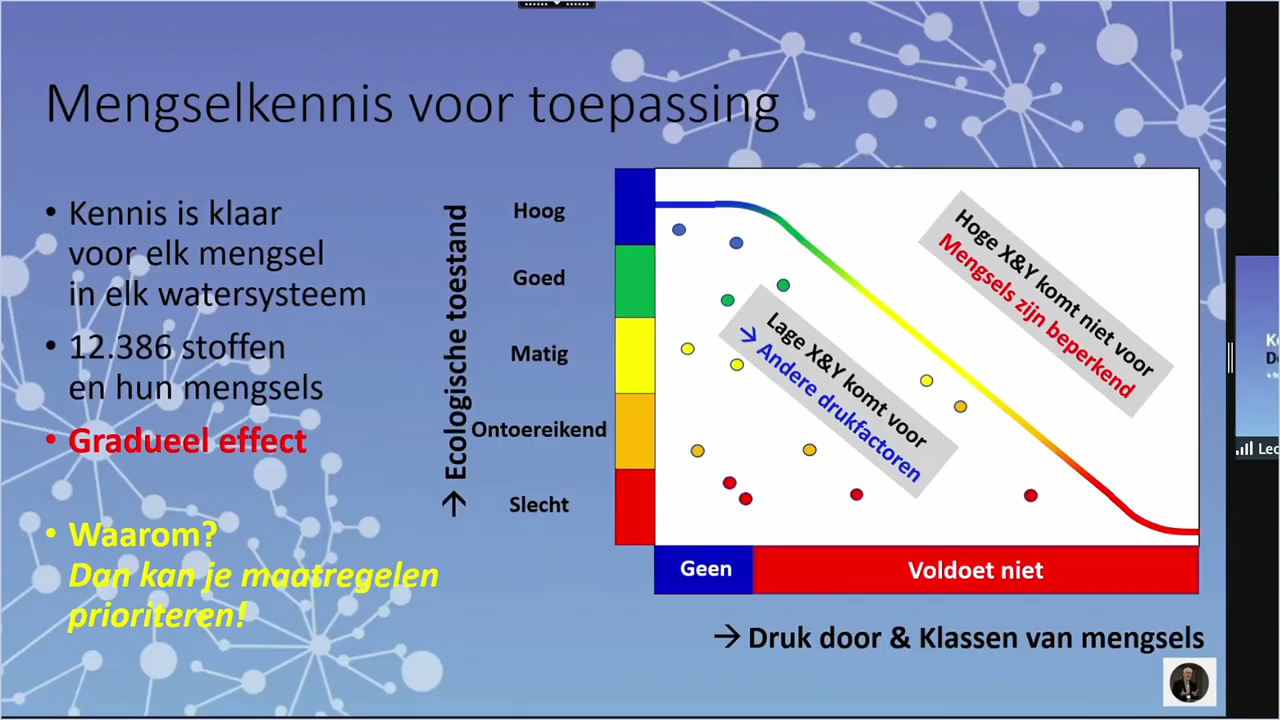 Mengselkennis voor toepassing
• Kennis is klaar
voor elk mengsel
in elk watersysteem
• 12.386 stoffen
en hun mengsels
• Gradueel effect
• Waarom?
Dan kan je maatregelen
prioriteren!
→ Ecologische toestand
Hoog
Goed
Matig
Ontoereikend
Slecht
Hoge X&Y komt niet voor
Mengsels zijn beperkend
Lage X&Y komt voor
→ Andere drukfactoren
Geen
Voldoet niet
→ Druk door & Klassen van mengsels